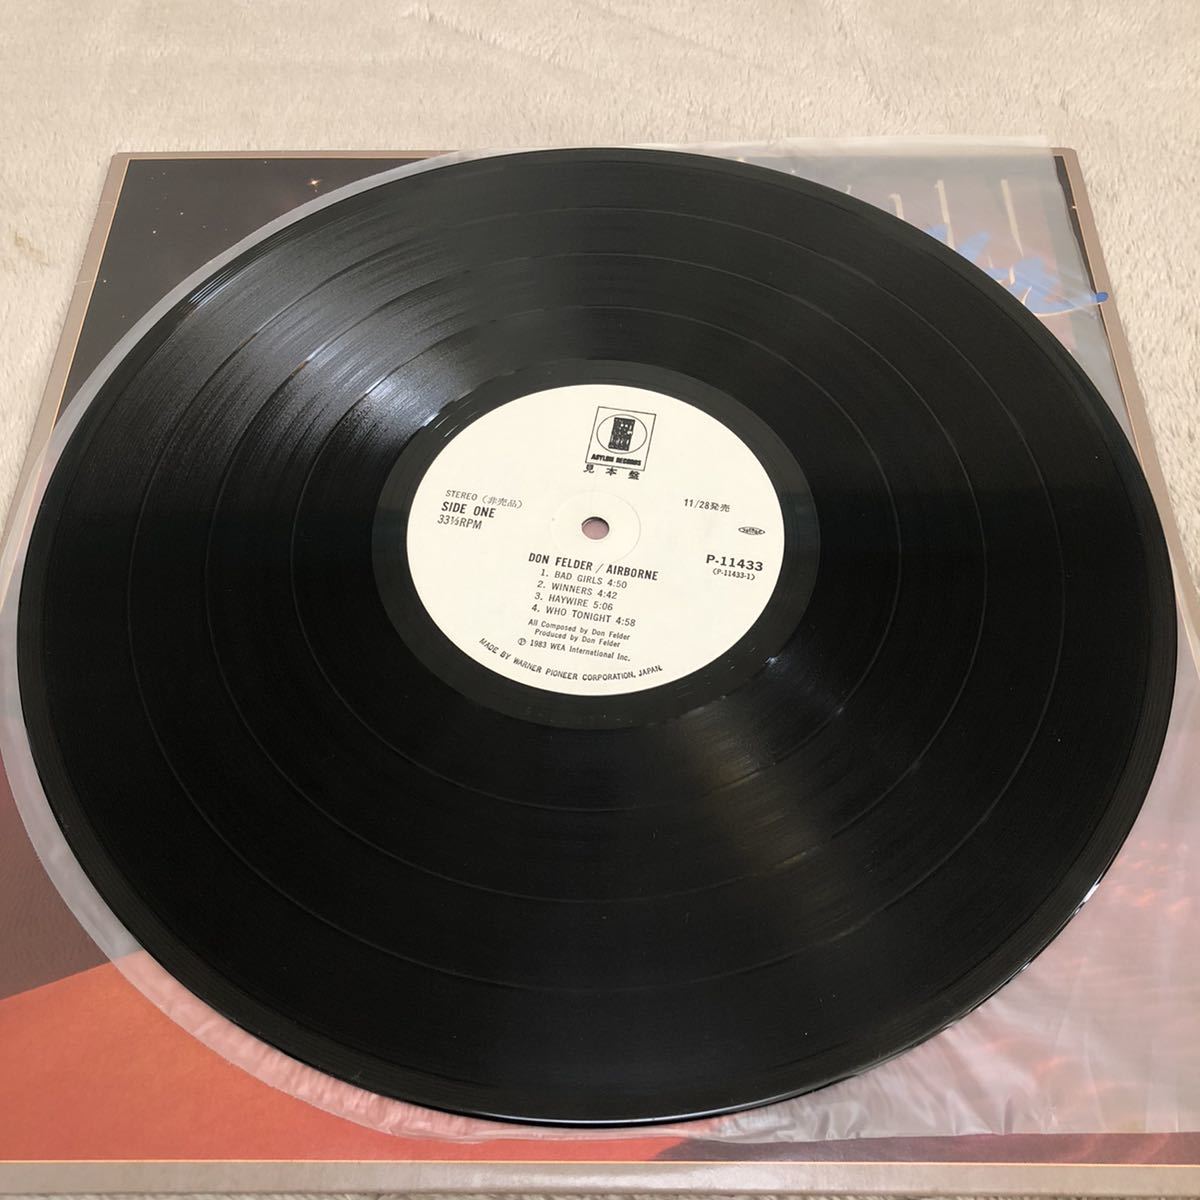 ASYLUM RECORDS
見本盤
STEREO (非売品)
SIDE ONE
33⅓RPM
11/28発売
P-11433
(P-11433-1)
DON FELDER / AIRBORNE
1. BAD GIRLS 4:50
2. WINNERS 4:42
3. HAYWIRE 5:06
4. WHO TONIGHT 4:58
All Composed by Don Felder
Produced by Don Felder
Ⓟ 1983 WEA International Inc.
MADE BY WARNER PIONEER CORPORATION, JAPAN.